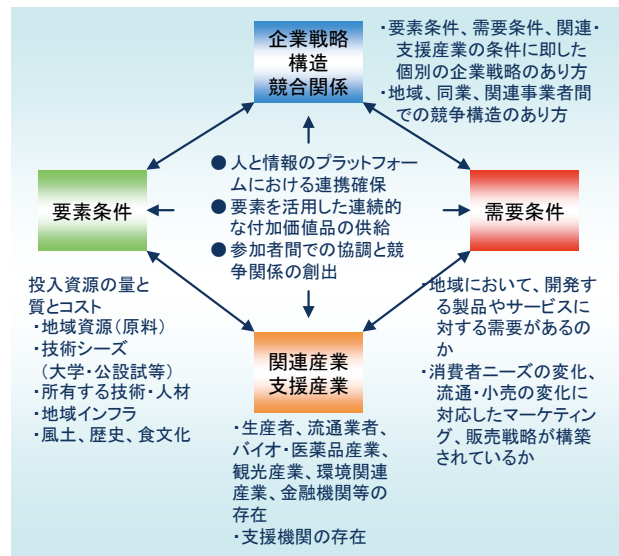 企業戦略
構造
競合関係
・要素条件、需要条件、関連・
支援産業の条件に即した
個別の企業戦略のあり方
・地域、同業、関連事業者間
での競争構造のあり方
●人と情報のプラットフォー
ムにおける連携確保
●要素を活用した連続的
な付加価値品の供給
●参加者間での協調と競
争関係の創出
要素条件
需要条件
投入資源の量と
質とコスト
・地域資源(原料)
・技術シーズ
(大学・公設試等)
・所有する技術・人材
・地域インフラ
・風土、歴史、食文化
関連産業
支援産業
・生産者、流通業者、
バイオ・医薬品産業、
観光産業、環境関連
産業、金融機関等の
存在
・支援機関の存在
・地域において、開発す
る製品やサービスに
対する需要があるの
か
・消費者ニーズの変化、
流通・小売の変化に
対応したマーケティン
グ、販売戦略が構築
されているか